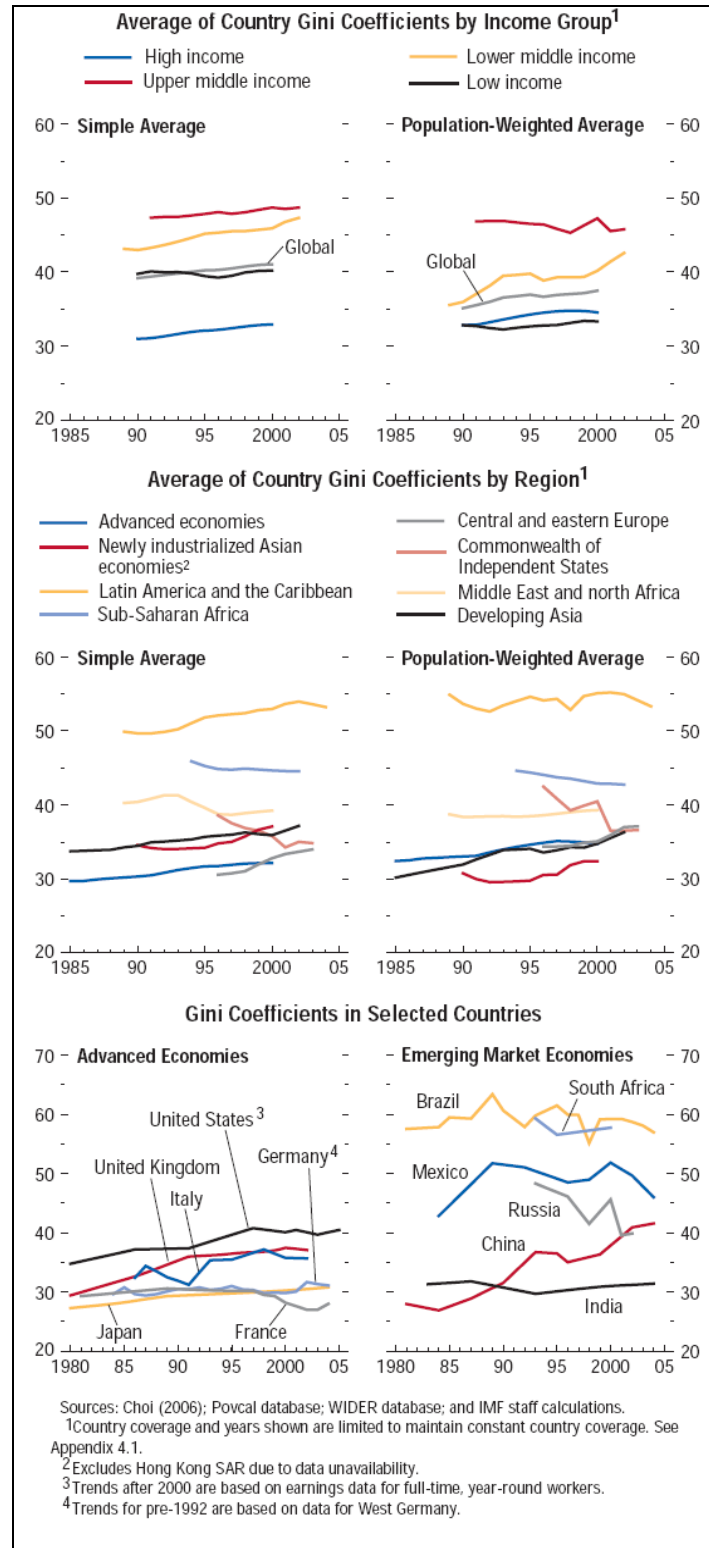 Average of Country Gini Coefficients by Income Group1
High income
Lower middle income
Upper middle income
Low income
Simple Average
Population-Weighted Average
60
50
40
30
20
Global
Global
60
50
40
30
20
1985 90 95 2000 05
1985 90 95 2000 05
Average of Country Gini Coefficients by Region1
Advanced economies
Newly industrialized Asian
economies2
Latin America and the Caribbean
Sub-Saharan Africa
Central and eastern Europe
Commonwealth of
Independent States
Middle East and north Africa
Developing Asia
Simple Average
Population-Weighted Average
60
50
40
30
20
60
50
40
30
20
1985 90 95 2000 05
1985 90 95 2000 05
Gini Coefficients in Selected Countries
Advanced Economies
Emerging Market Economies
70
60
50
40
30
20
United States3
Germany4
United Kingdom
Italy
Japan
France
Brazil
South Africa
Mexico
Russia
China
India
70
60
50
40
30
20
1980 85 90 95 2000 05
1980 85 90 95 2000 05
Sources: Choi (2006); Povcal database; WIDER database; and IMF staff calculations.
1Country coverage and years shown are limited to maintain constant country coverage. See
Appendix 4.1.
2Excludes Hong Kong SAR due to data unavailability.
3Trends after 2000 are based on earnings data for full-time, year-round workers.
4Trends for pre-1992 are based on data for West Germany.